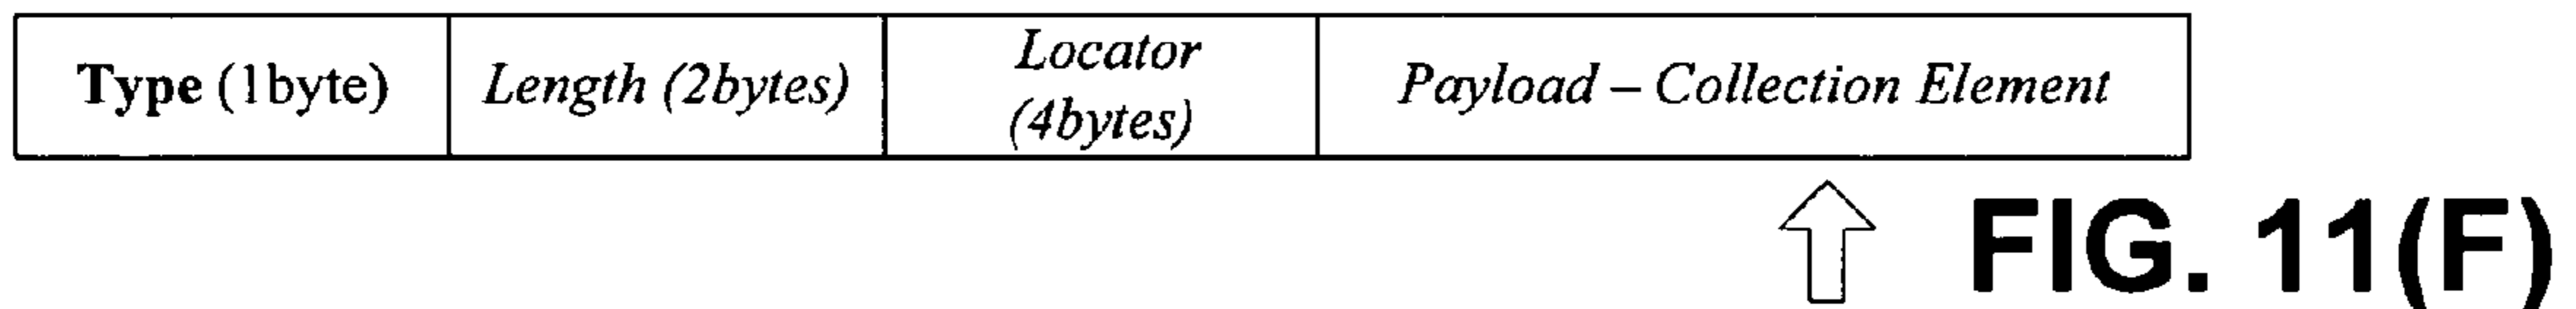 Type (1byte)
Length (2bytes)
Locator
(4bytes)
Payload – Collection Element
FIG. 11(F)